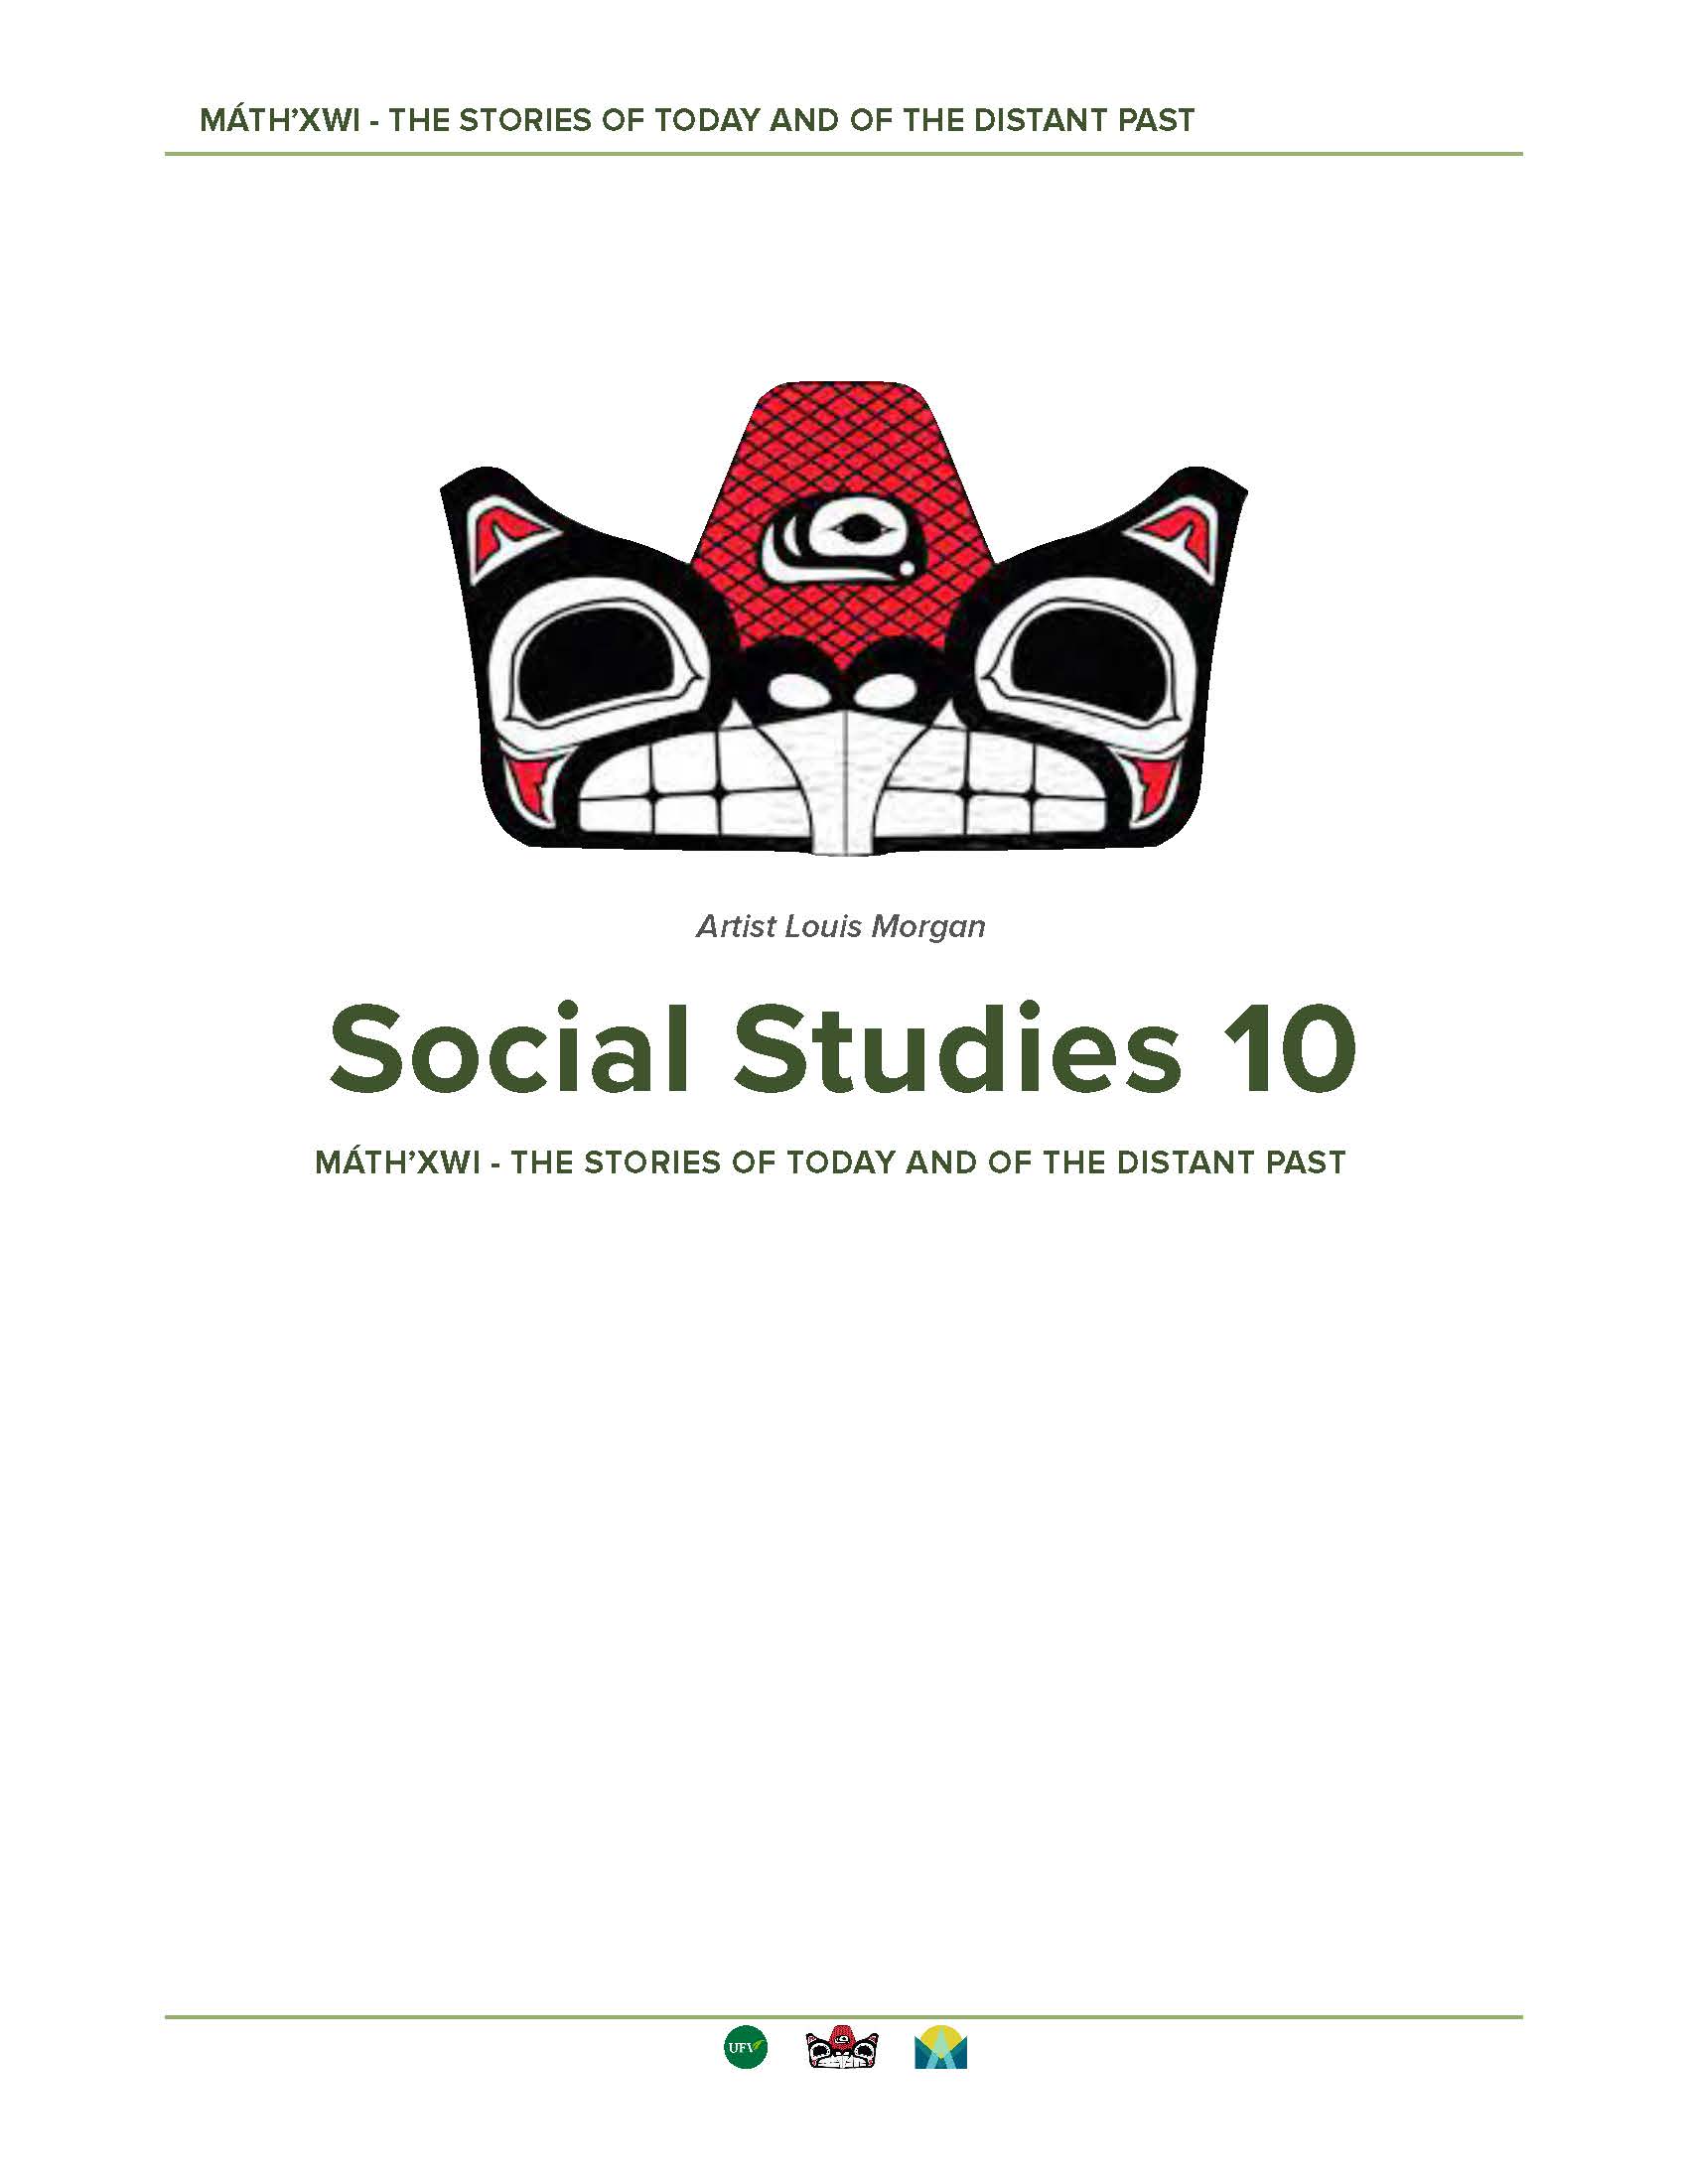 MÁTH’XWI - THE STORIES OF TODAY AND OF THE DISTANT PAST
Artist Louis Morgan
Social Studies 10
MÁTH’XWI - THE STORIES OF TODAY AND OF THE DISTANT PAST
UFV